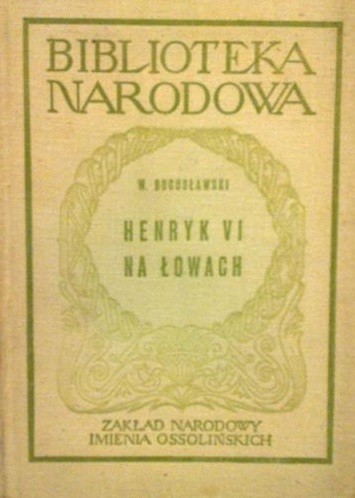 BIBLIOTEKA
NARODOWA
W. BOGUSŁAWSKI
HENRYK VI
NA ŁOWACH
ZAKŁAD NARODOWY
IMIENIA OSSOLIŃSKICH